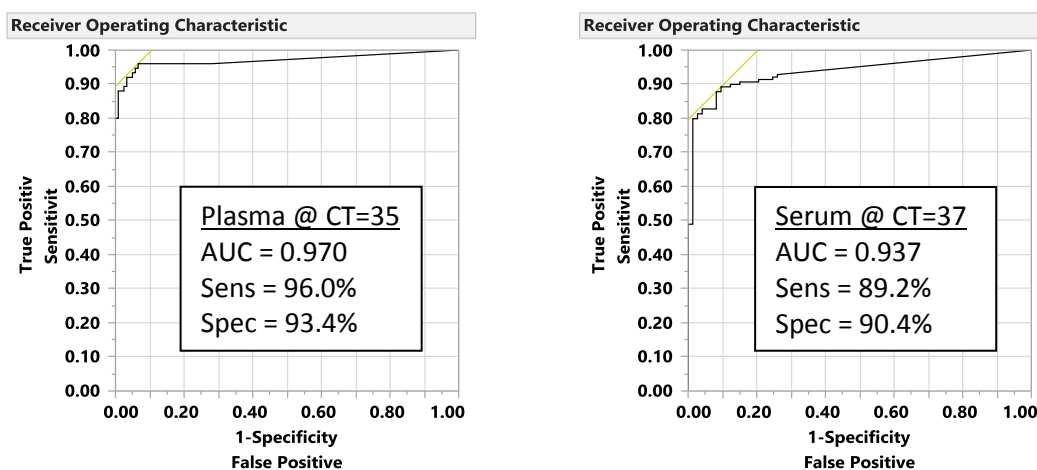 Receiver Operating Characteristic
1.00
0.90
0.80
0.70
0.60
0.50
0.40
0.30
0.20
0.10
0.00
True Positiv
Sensitivit
Plasma @ CT=35
AUC = 0.970
Sens = 96.0%
Spec = 93.4%
0.00 0.20 0.40 0.60 0.80 1.00
1-Specificity
False Positive
Receiver Operating Characteristic
1.00
0.90
0.80
0.70
0.60
0.50
0.40
0.30
0.20
0.10
0.00
True Positiv
Sensitivit
Serum @ CT=37
AUC = 0.937
Sens = 89.2%
Spec = 90.4%
0.00 0.20 0.40 0.60 0.80 1.00
1-Specificity
False Positive